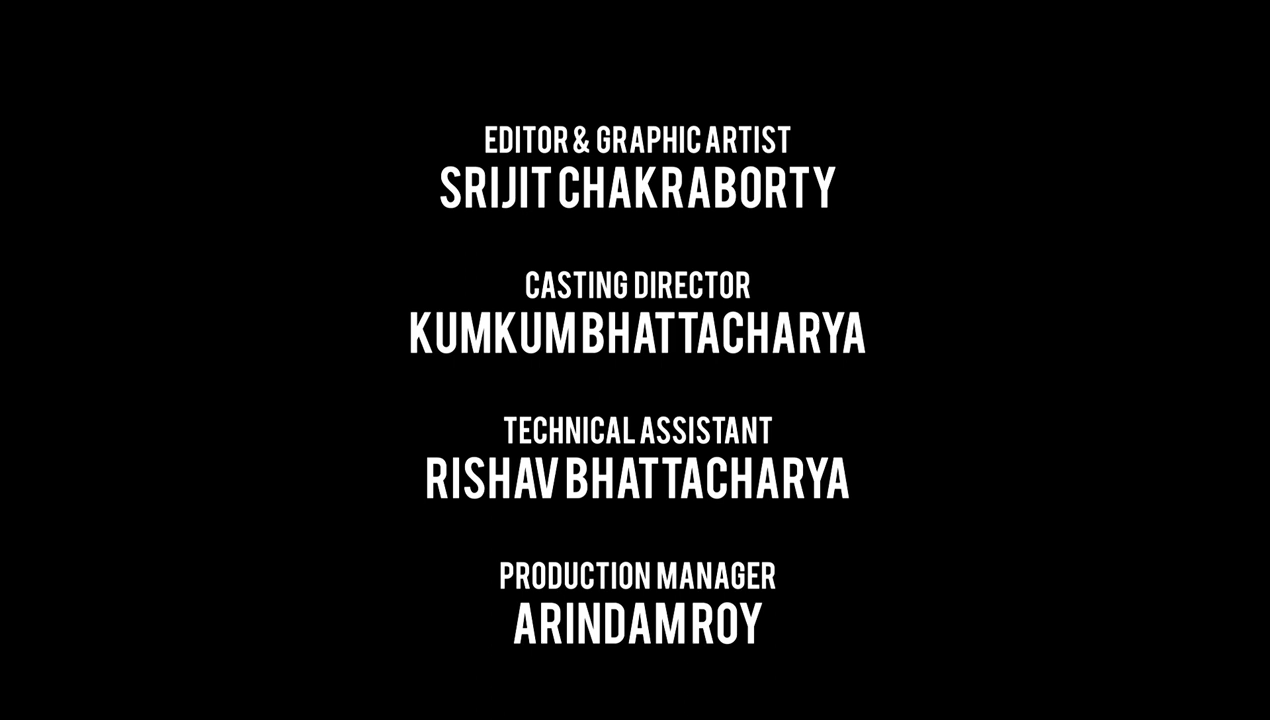 EDITOR & GRAPHIC ARTIST
SRIJIT CHAKRABORTY
CASTING DIRECTOR
KUMKUM BHATTACHARYA
TECHNICAL ASSISTANT
RISHAV BHATTACHARYA
PRODUCTION MANAGER
ARINDAM ROY